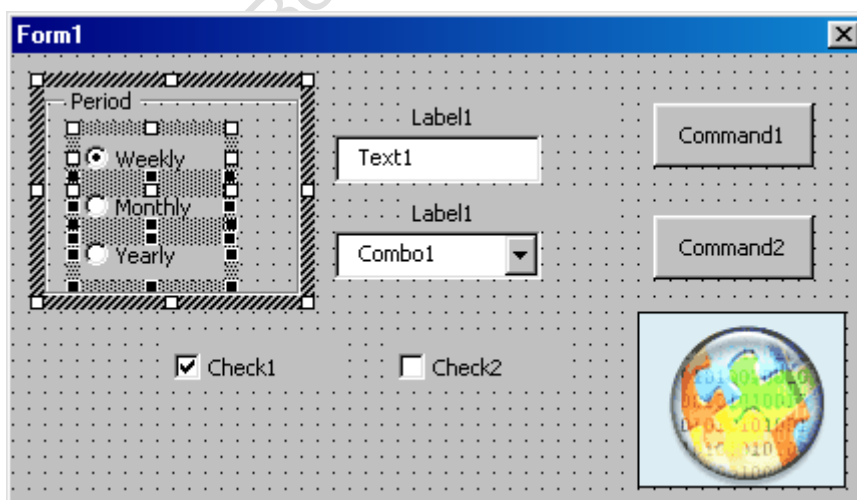 Form1
Period
Weekly
Monthly
Yearly
Label1
Text1
Label1
Combo1
Command1
Command2
Check1
Check2